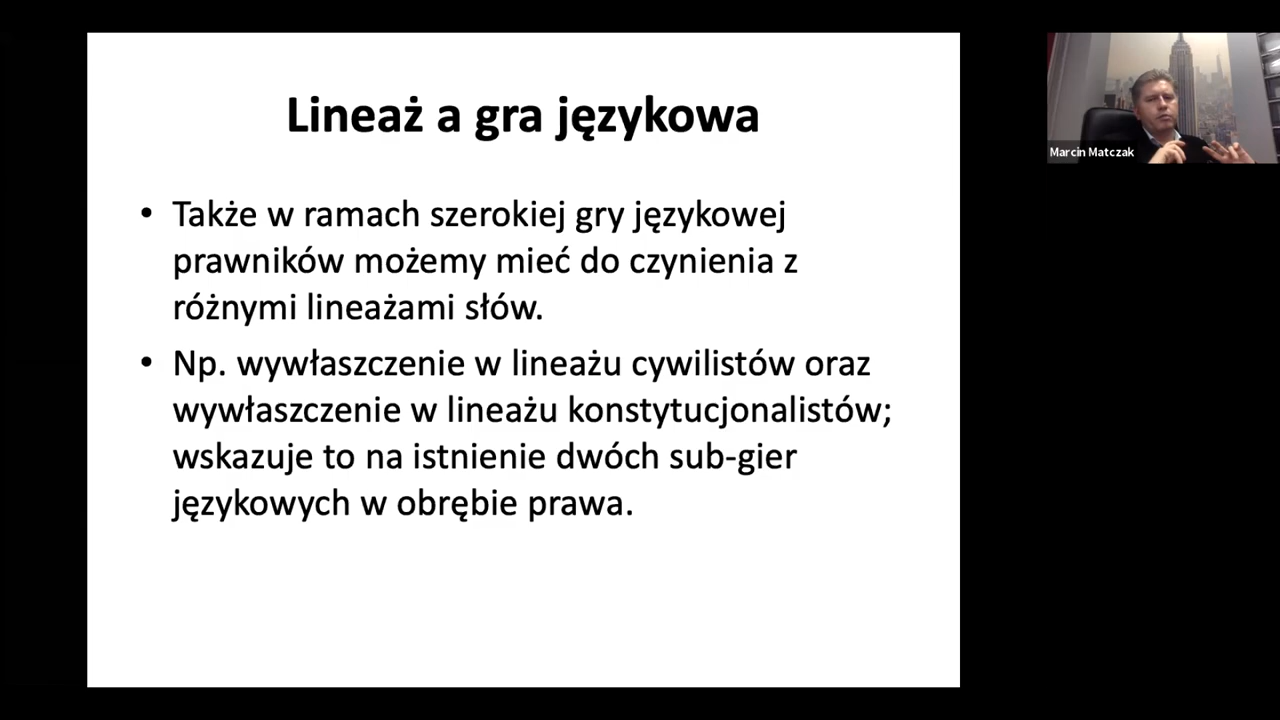 Lineaż a gra językowa
• Także w ramach szerokiej gry językowej
prawników możemy mieć do czynienia z
różnymi lineażami słów.
• Np. wywłaszczenie w lineażu cywilistów oraz
wywłaszczenie w lineażu konstytucjonalistów;
wskazuje to na istnienie dwóch sub-gier
językowych w obrębie prawa.
Marcin Matczak